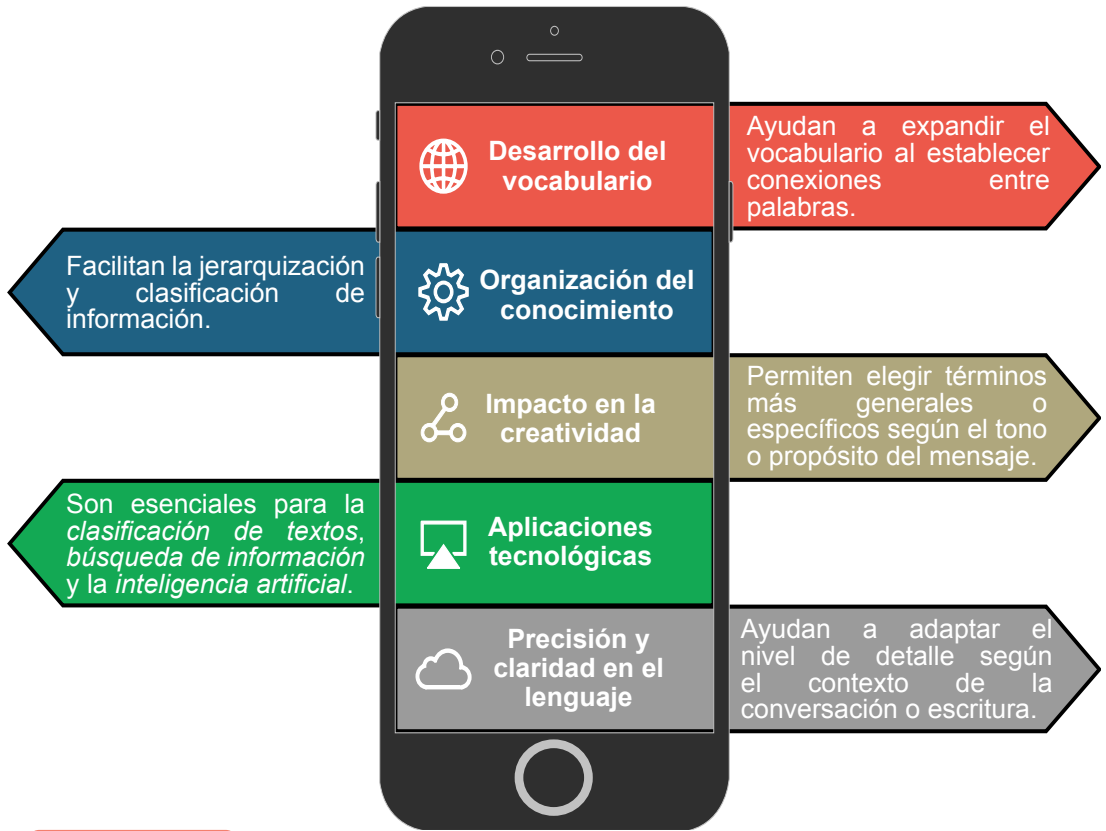 Desarrollo del
vocabulario
Ayudan a expandir el
vocabulario al establecer
conexiones entre
palabras.
Organización del
conocimiento
Facilitan la jerarquización
y clasificación de
información.
Impacto en la
creatividad
Permiten elegir términos
más generales o
específicos según el tono
o propósito del mensaje.
Aplicaciones
tecnológicas
Son esenciales para la
clasificación de textos,
búsqueda de información
y la inteligencia artificial.
Precisión y
claridad en el
lenguaje
Ayudan a adaptar el
nivel de detalle según
el contexto de la
conversación o escritura.